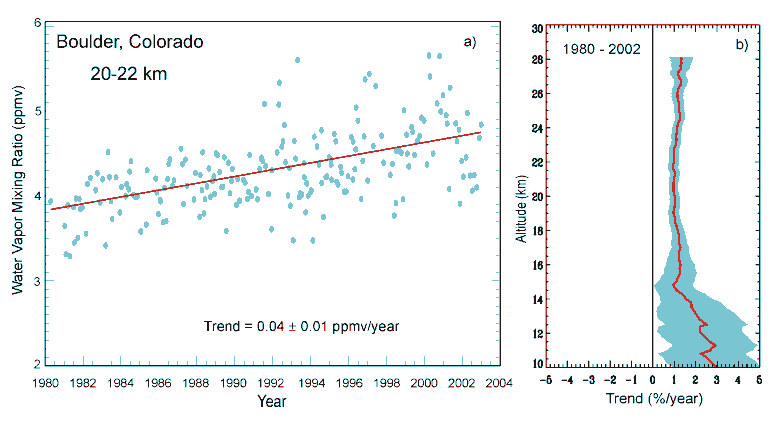 Boulder, Colorado
a)
20-22 km
Water Vapor Mixing Ratio (ppmv)
6
5
4
3
2
Trend = 0.04 ± 0.01 ppmv/year
1980 1982 1984 1986 1988 1990 1992 1994 1996 1998 2000 2002 2004
Year
1980 - 2002
b)
Altitude (km)
30
28
26
24
22
20
18
16
14
12
10
-5 -4 -3 -2 -1 0 1 2 3 4 5
Trend (%/year)